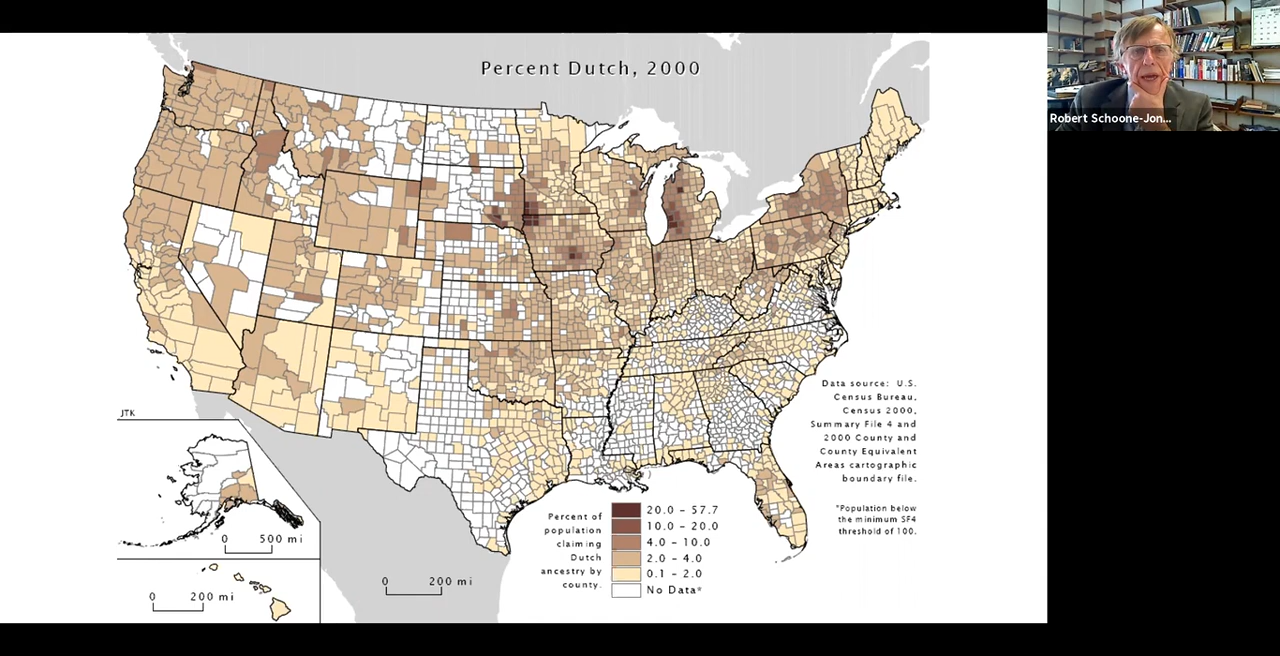 Percent Dutch, 2000
Robert Schoone-Jon...
Data source: U.S.
Census Bureau,
Census 2000,
Summary File 4 and
2000 County and
County Equivalent
Areas cartographic
boundary file.
*Population below
the minimum SF4
threshold of 100.
JTK
0 500 mi
0 200 mi
0 200 mi
Percent of
population
claiming
Dutch
ancestry by
county.
20.0 - 57.7
10.0 - 20.0
4.0 - 10.0
2.0 - 4.0
0.1 - 2.0
No Data*